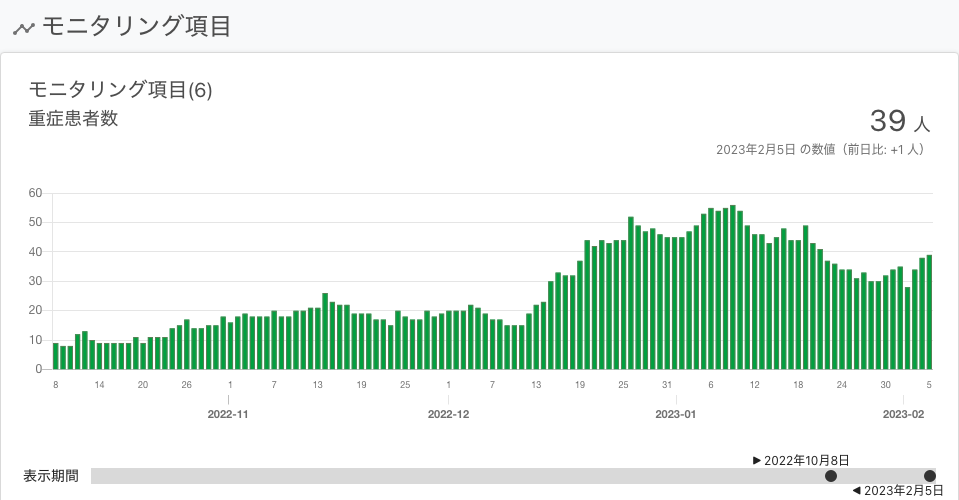 モニタリング項目
モニタリング項目(6)
重症患者数
39 人
2023年2月5日 の数値（前日比: +1 人）
60
50
40
30
20
10
0
8 14 20 26 1 7 13 19 25 1 7 13 19 25 31 6 12 18 24 30 5
2022-11 2022-12 2023-01 2023-02
表示期間
▶ 2022年10月8日
◀ 2023年2月5日